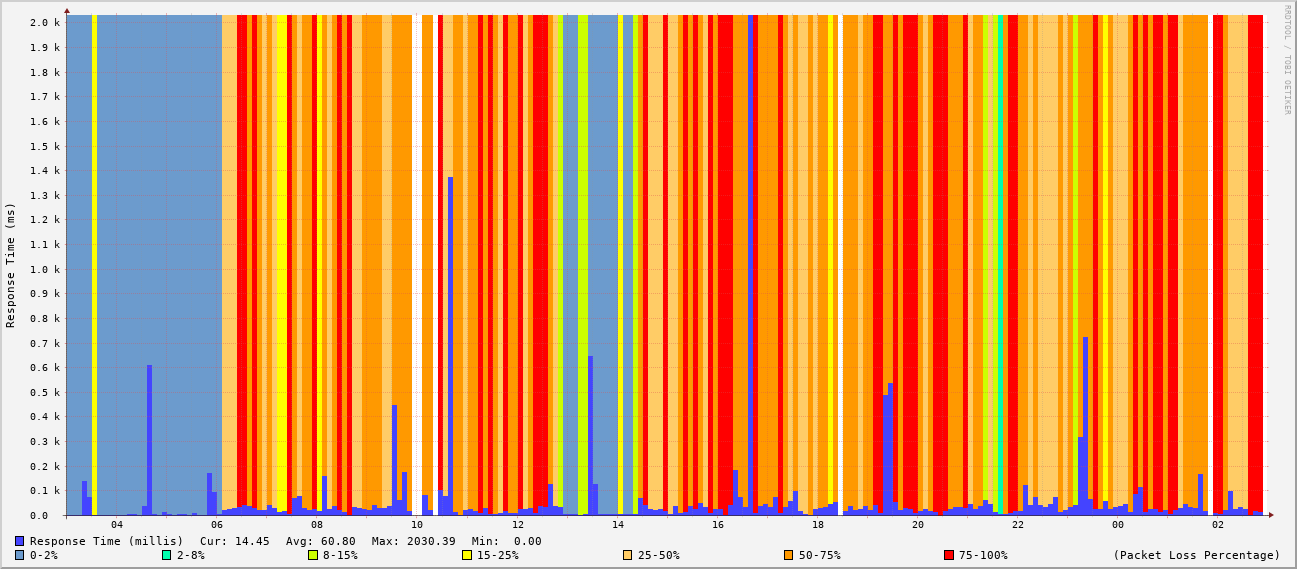 2.0 k
1.9 k
1.8 k
1.7 k
1.6 k
1.5 k
1.4 k
1.3 k
1.2 k
1.1 k
1.0 k
0.9 k
0.8 k
0.7 k
0.6 k
0.5 k
0.4 k
0.3 k
0.2 k
0.1 k
0.0
Response Time (ms)
RRDTOOL / TOBI OETIKER
04 06 08 10 12 14 16 18 20 22 00 02
Response Time (millis) Cur: 14.45 Avg: 60.80 Max: 2030.39 Min: 0.00
0-2% 2-8% 8-15% 15-25% 25-50% 50-75% 75-100% (Packet Loss Percentage)